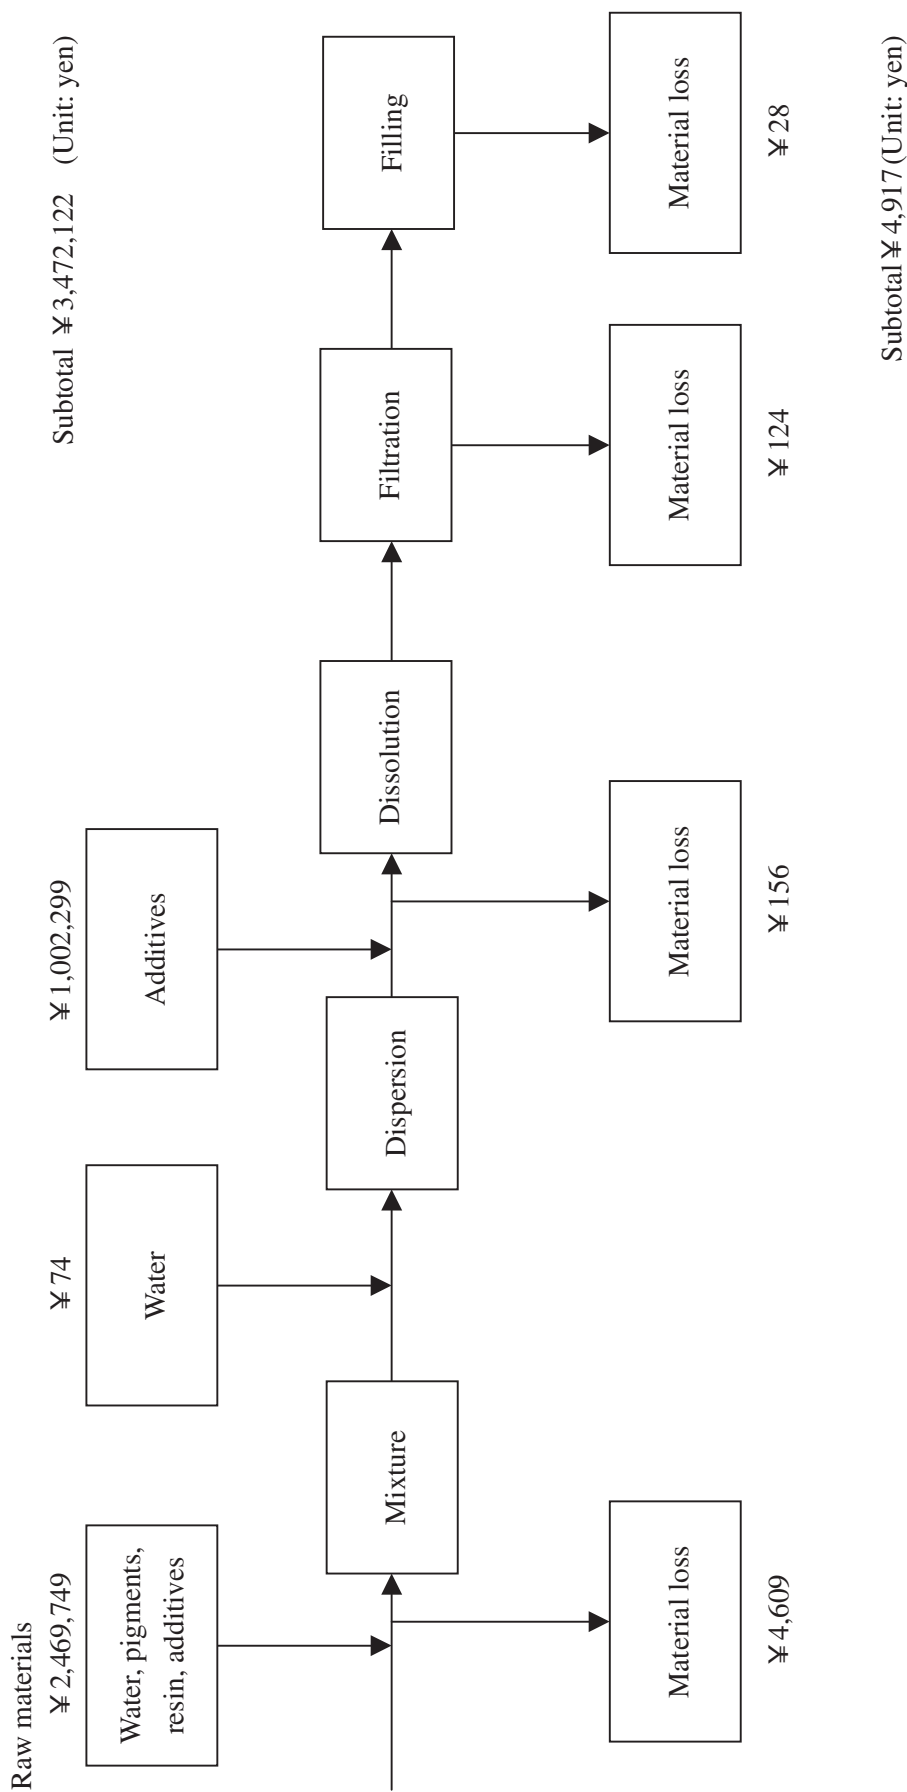 Raw materials
¥2,469,749
¥74
¥1,002,299
Subtotal ¥3,472,122 (Unit: yen)
Water, pigments,
resin, additives
Water
Additives
Mixture
Dispersion
Dissolution
Filtration
Filling
Material loss
Material loss
Material loss
Material loss
¥4,609
¥156
¥124
¥28
Subtotal ¥4,917(Unit: yen)